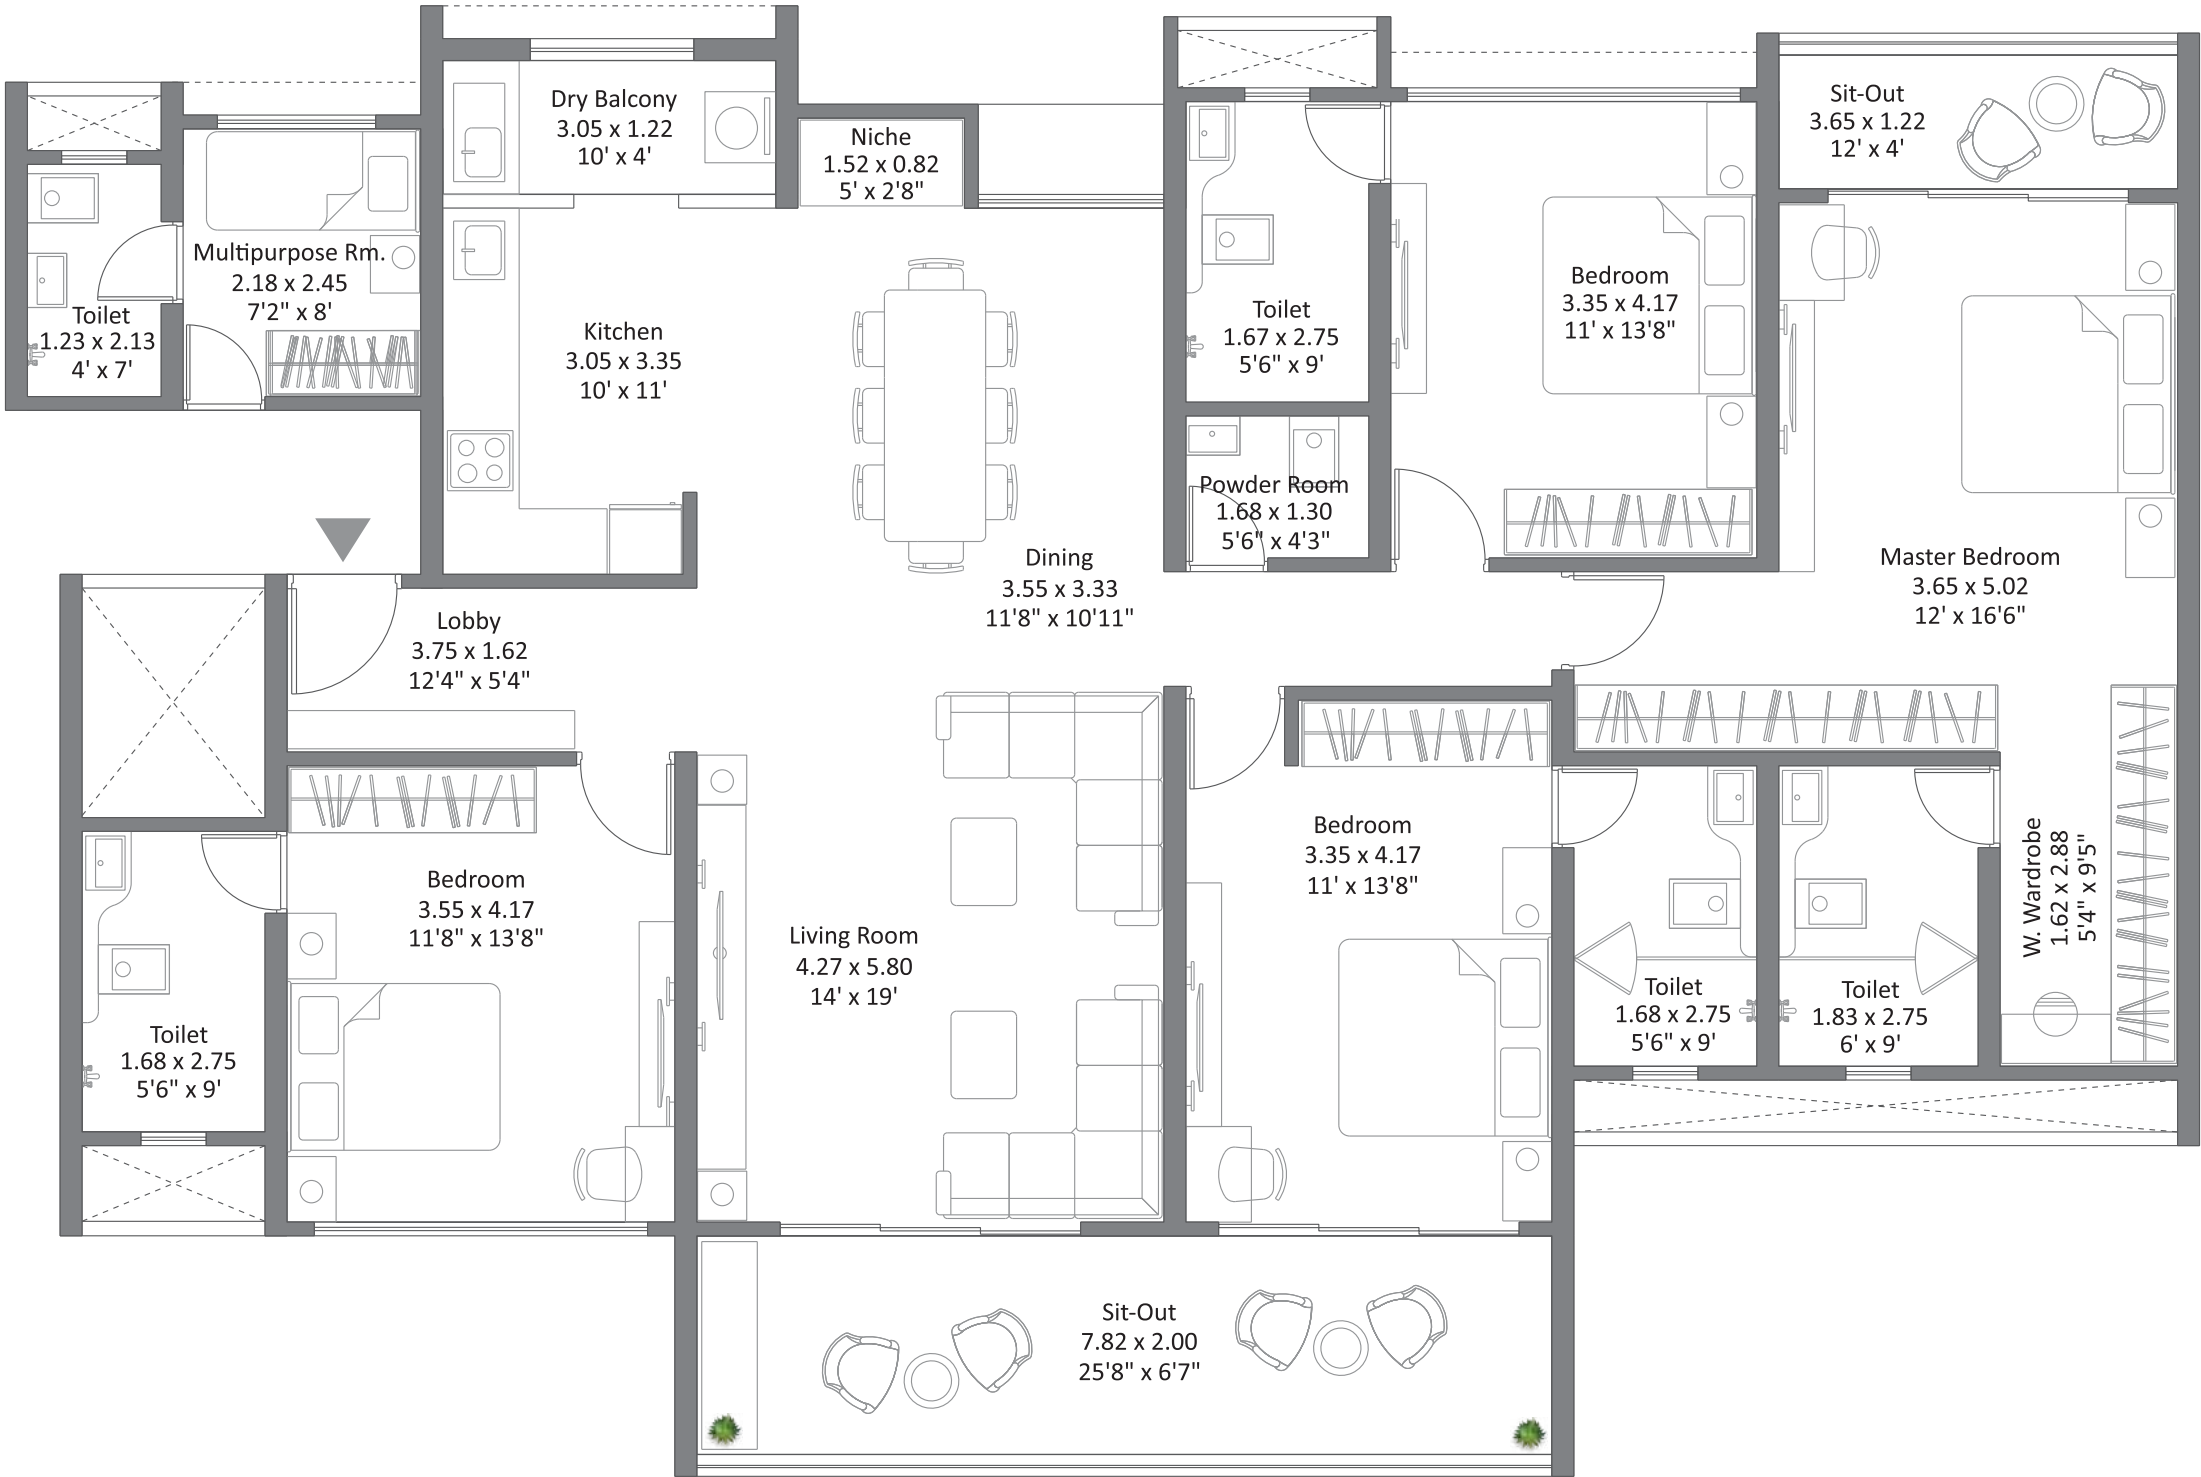 Dry Balcony
3.05 x 1.22
10' x 4'
Niche
1.52 x 0.82
5' x 2'8"
Sit-Out
3.65 x 1.22
12' x 4'
Multipurpose Rm.
2.18 x 2.45
7'2" x 8'
Toilet
1.23 x 2.13
4' x 7'
Kitchen
3.05 x 3.35
10' x 11'
Toilet
1.67 x 2.75
5'6" x 9'
Bedroom
3.35 x 4.17
11' x 13'8"
Powder Room
1.68 x 1.30
5'6" x 4'3"
Dining
3.55 x 3.33
11'8" x 10'11"
Master Bedroom
3.65 x 5.02
12' x 16'6"
Lobby
3.75 x 1.62
12'4" x 5'4"
Bedroom
3.55 x 4.17
11'8" x 13'8"
Living Room
4.27 x 5.80
14' x 19'
Bedroom
3.35 x 4.17
11' x 13'8"
W. Wardrobe
1.62 x 2.88
5'4" x 9'5"
Toilet
1.68 x 2.75
5'6" x 9'
Toilet
1.68 x 2.75
5'6" x 9'
Toilet
1.83 x 2.75
6' x 9'
Sit-Out
7.82 x 2.00
25'8" x 6'7"